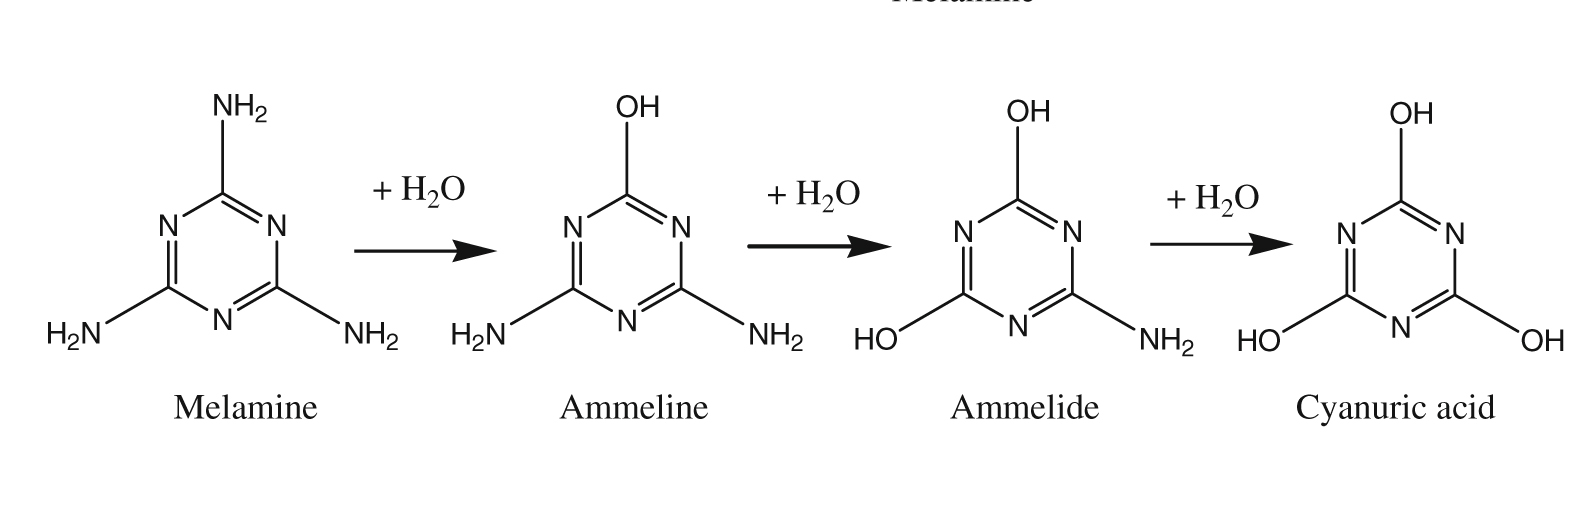 NH₂
OH
OH
OH
+ H₂O
+ H₂O
+ H₂O
N N
N N
N N
N N
N
N
N
N
H₂N NH₂
H₂N NH₂
HO NH₂
HO OH
Melamine
Ammeline
Ammelide
Cyanuric acid